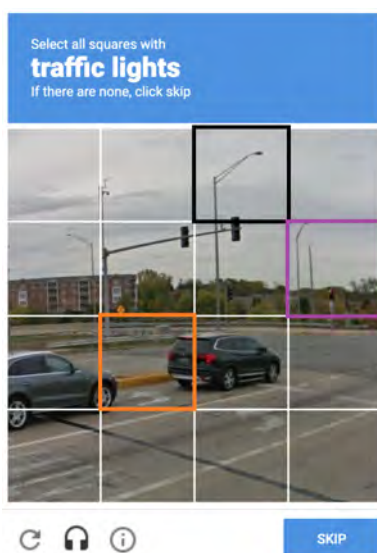 Select all squares with
traffic lights
If there are none, click skip
SKIP